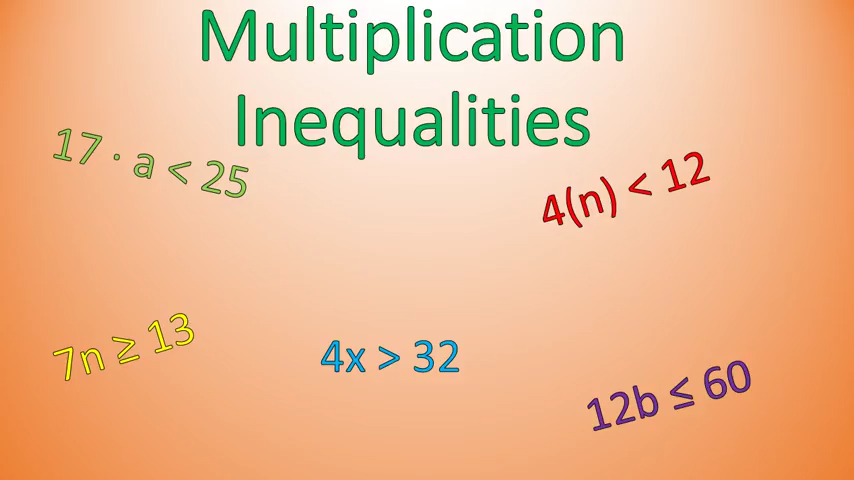 Multiplication
Inequalities
17 · a < 25
4(n) < 12
7n ≥ 13
4x > 32
12b ≤ 60